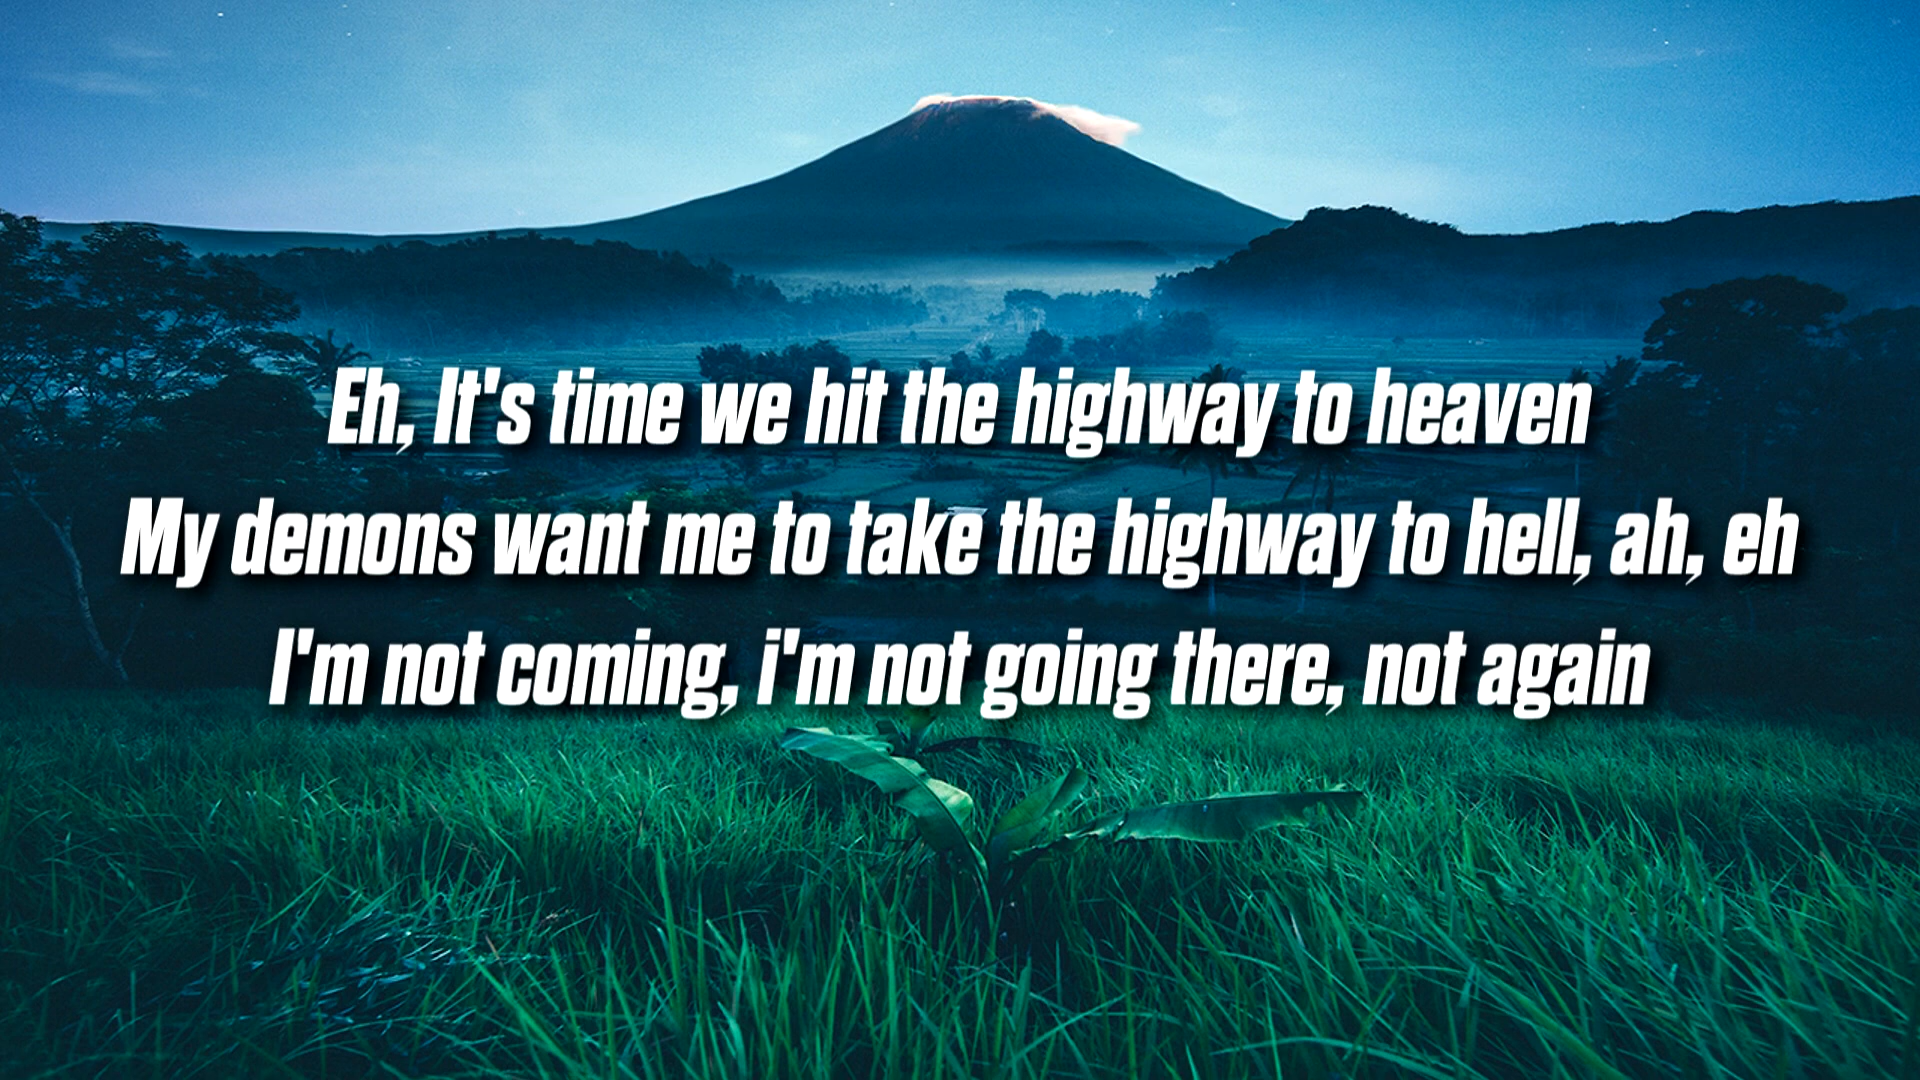 Eh, It's time we hit the highway to heaven
My demons want me to take the highway to hell, ah, eh
I'm not coming, i'm not going there, not again